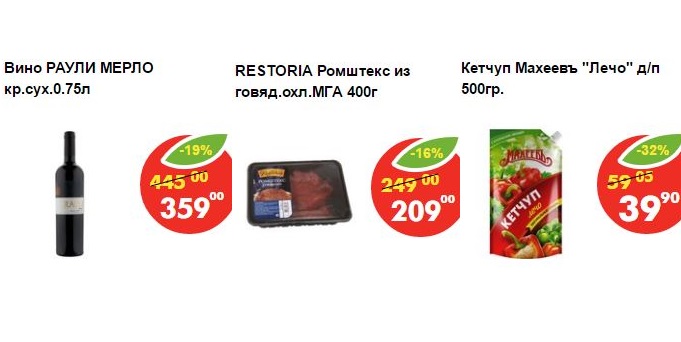 Вино РАУЛИ МЕРЛО
кр.сух.0.75л
-19%
445 00
359 00
RESTORIA Ромштекс из
говяд.охл.МГА 400г
-16%
249 00
209 00
Кетчуп Махеевъ "Лечо" д/п
500гр.
МАХЕЕВЪ
КЕТЧУП
лечо
-32%
59 05
39 90